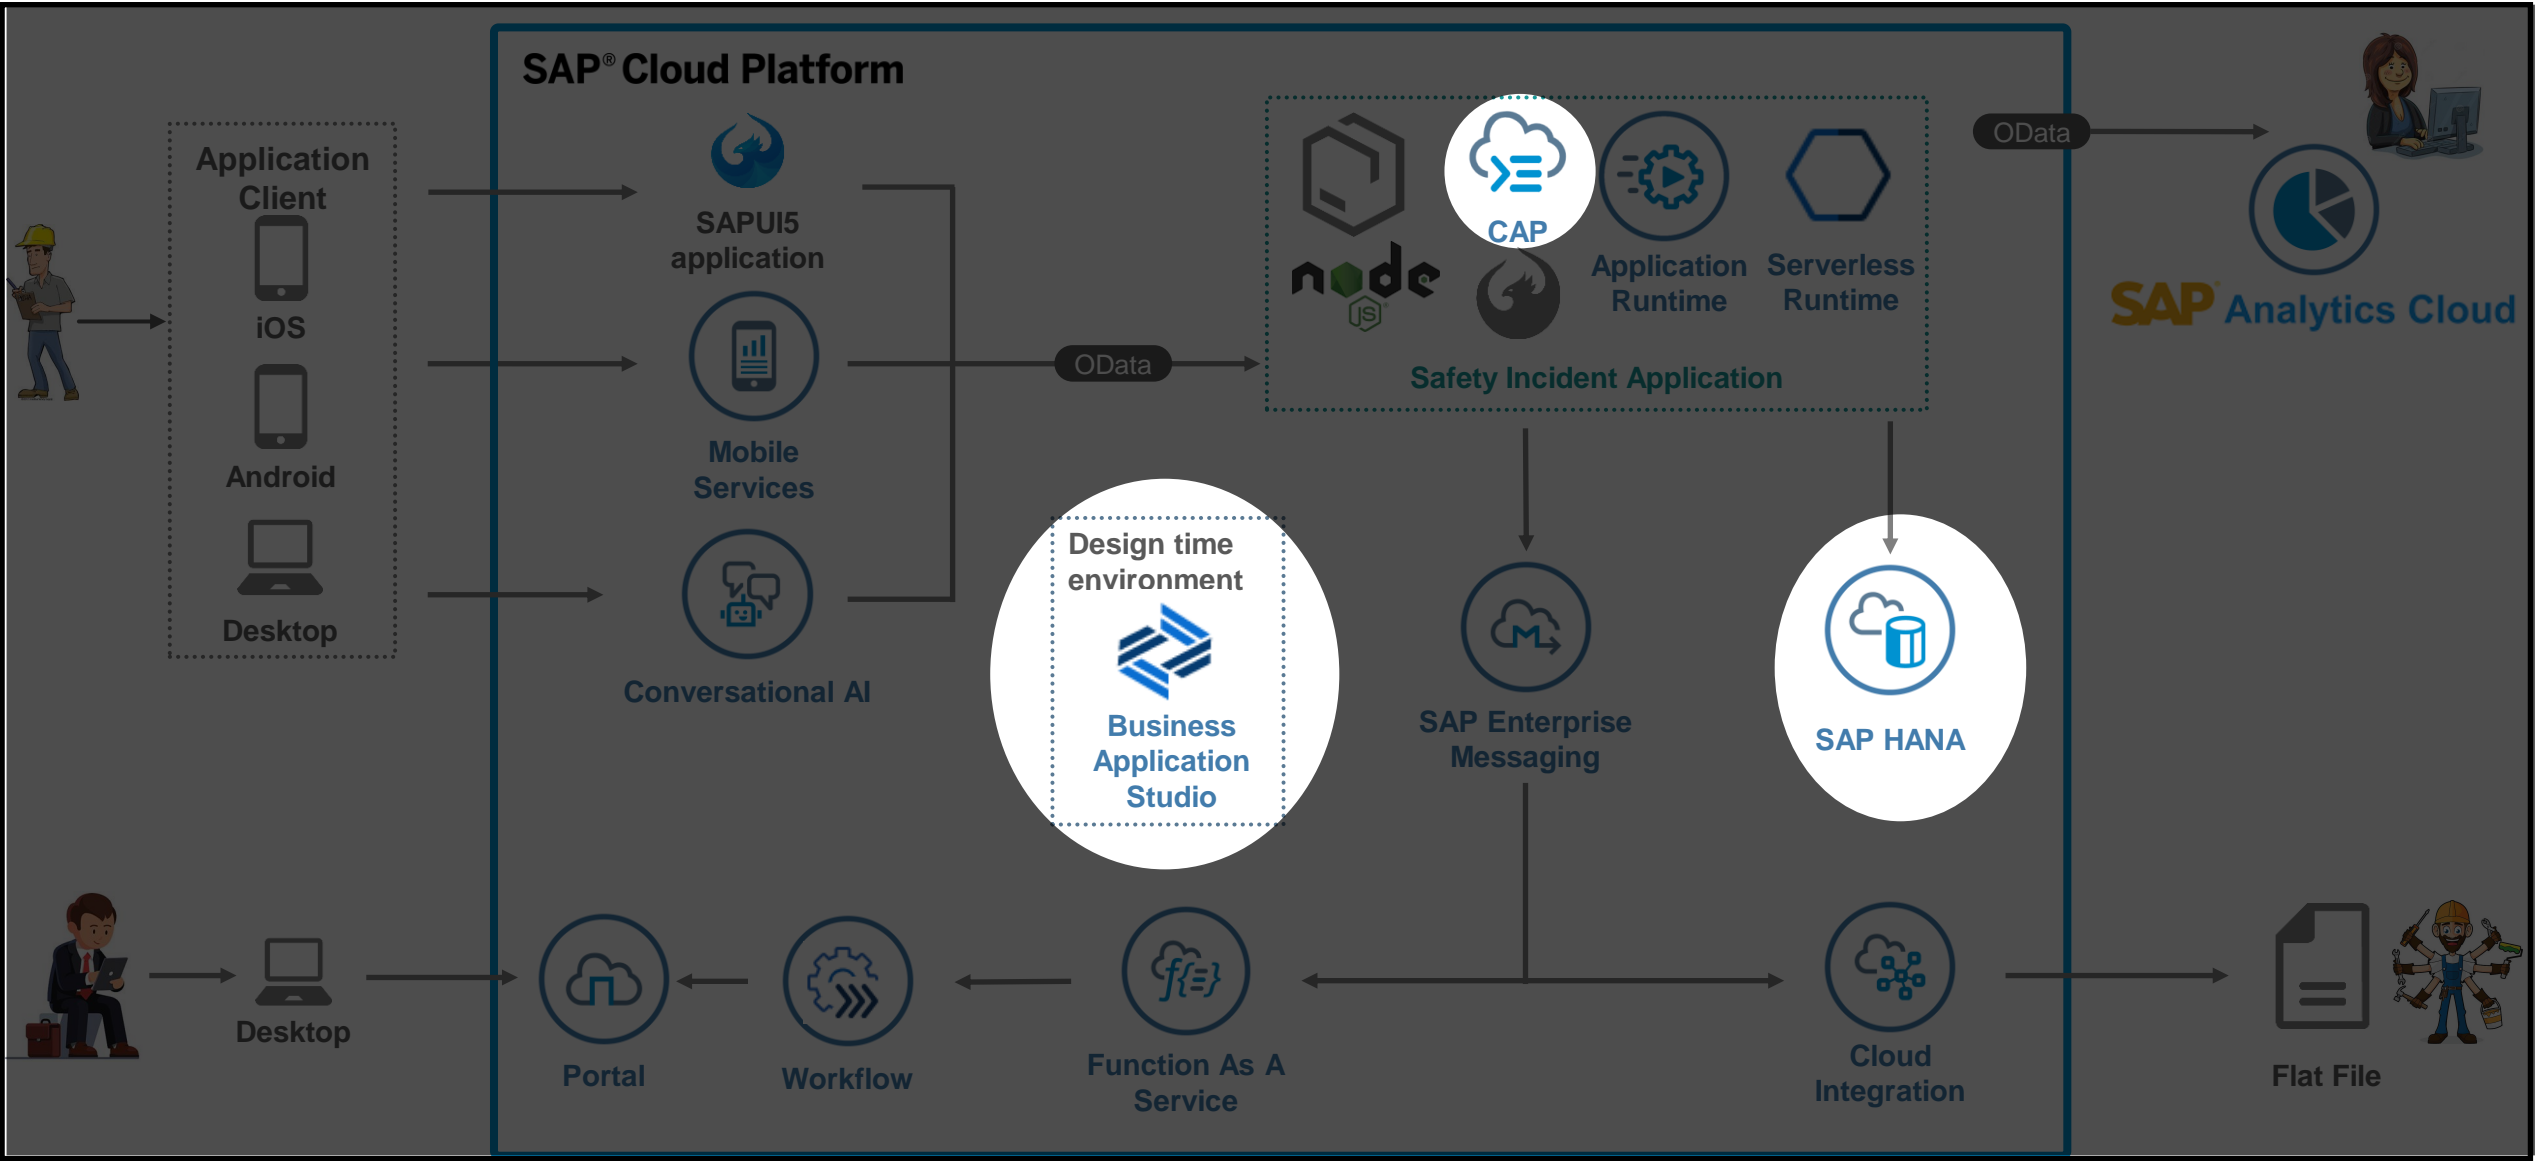 SAP® Cloud Platform
Application
Client
iOS
Android
Desktop
SAPUI5
application
Mobile
Services
Conversational AI
OData
Design time
environment
Business
Application
Studio
node
JS
CAP
Application
Runtime
Serverless
Runtime
Safety Incident Application
SAP Enterprise
Messaging
SAP HANA
OData
SAP Analytics Cloud
Desktop
Portal
Workflow
f{=}
Function As A
Service
Cloud
Integration
Flat File